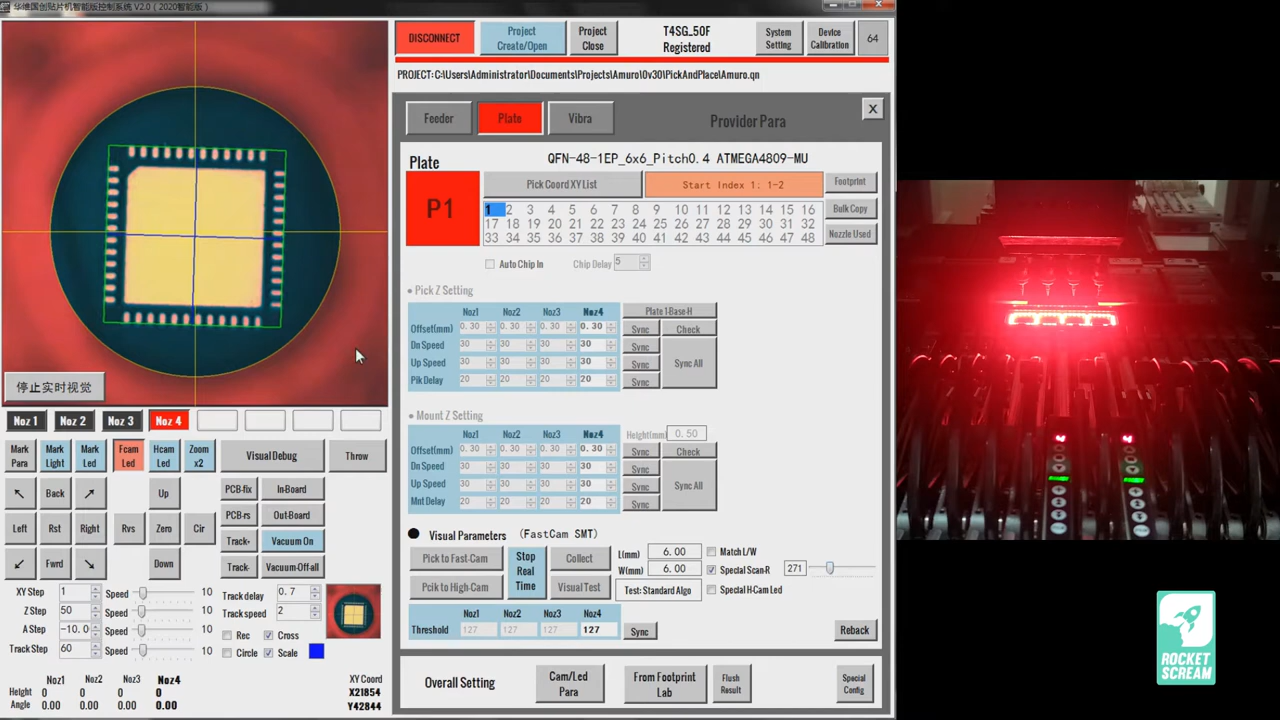 华维国创贴片机智能版控制系统 V2.0（2020智能版）
DISCONNECT
Project
Create/Open
Project
Close
T4SG_50F
Registered
System
Setting
Device
Calibration
64
PROJECT: C:\Users\Administrator\Documents\Projects\Amuro\0v30\PickAndPlace\Amuro.qn
Feeder
Plate
Vibra
Providor Para
X
Plate
QFN-48-1EP_6x6_Pitch0.4 ATMEGA4809-MU
P1
Pick Coord XY List
Start Index 1: 1-2
Footprint
Bulk Copy
Nozzle Used
1 2 3 4 5 6 7 8 9 10 11 12 13 14 15 16
17 18 19 20 21 22 23 24 25 26 27 28 29 30 31 32
33 34 35 36 37 38 39 40 41 42 43 44 45 46 47 48
Auto Chip In
Chip Delay 5
Pick Z Setting
Noz1 Noz2 Noz3 Noz4
Plate 1-Base-H
Offset(mm) 0.30 0.30 0.30 0.30 Sync Check
Dn Speed 30 30 30 30 Sync
Up Speed 30 30 30 30 Sync
Sync All
Pik Delay 20 20 20 20 Sync
Mount Z Setting
Noz1 Noz2 Noz3 Noz4
Height(mm) 0.50
Offset(mm) 0.30 0.30 0.30 0.30 Sync Check
Dn Speed 30 30 30 30 Sync
Up Speed 30 30 30 30 Sync
Sync All
Mnt Delay 20 20 20 20 Sync
Visual Parameters (FastCam SMT)
Pick to Fast-Cam
Stop
Real
Time
Collect
L(mm) 6.00
Match L/W
W(mm) 6.00
Special Scan-R 271
Pcik to High-Cam
Visual Test
Test: Standard Algo
Special H-Cam Led
Noz1 Noz2 Noz3 Noz4
Threshold 127 127 127 127 Sync
Reback
Overall Setting
Cam/Led
Para
From Footprint
Lab
Flush
Result
Special
Config
停止实时视觉
Noz 1 Noz 2 Noz 3 Noz 4
Mark
Para
Mark
Light
Mark
Led
Fcam
Led
Hcam
Led
Zoom
x2
Visual Debug
Throw
Back
Up
PCB-fix
In-Board
Left
Rst
Right
Rvs
Zero
Cir
PCB-rs
Out-Board
Track+
Vacuum On
Fwrd
Down
Track-
Vacuum-Off-all
XY Step 1 Speed 10
Z Step 50 Speed 10
A Step -10.0 Speed 10
Track Step 60 Speed 10
Track delay 0.7
Track speed 2
Rec Cross
Circle Scale
Noz1 Noz2 Noz3 Noz4
Height 0 0 0 0
Angle 0.00 0.00 0.00 0.00
XY Coord
X21854
Y42844
ROCKET
SCREAM